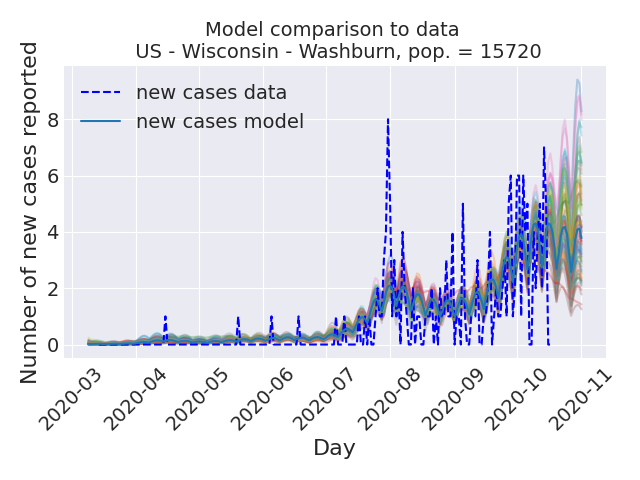 Model comparison to data
US - Wisconsin - Washburn, pop. = 15720
Number of new cases reported
new cases data
new cases model
8
6
4
2
0
2020-03
2020-04
2020-05
2020-06
2020-07
2020-08
2020-09
2020-10
2020-11
Day